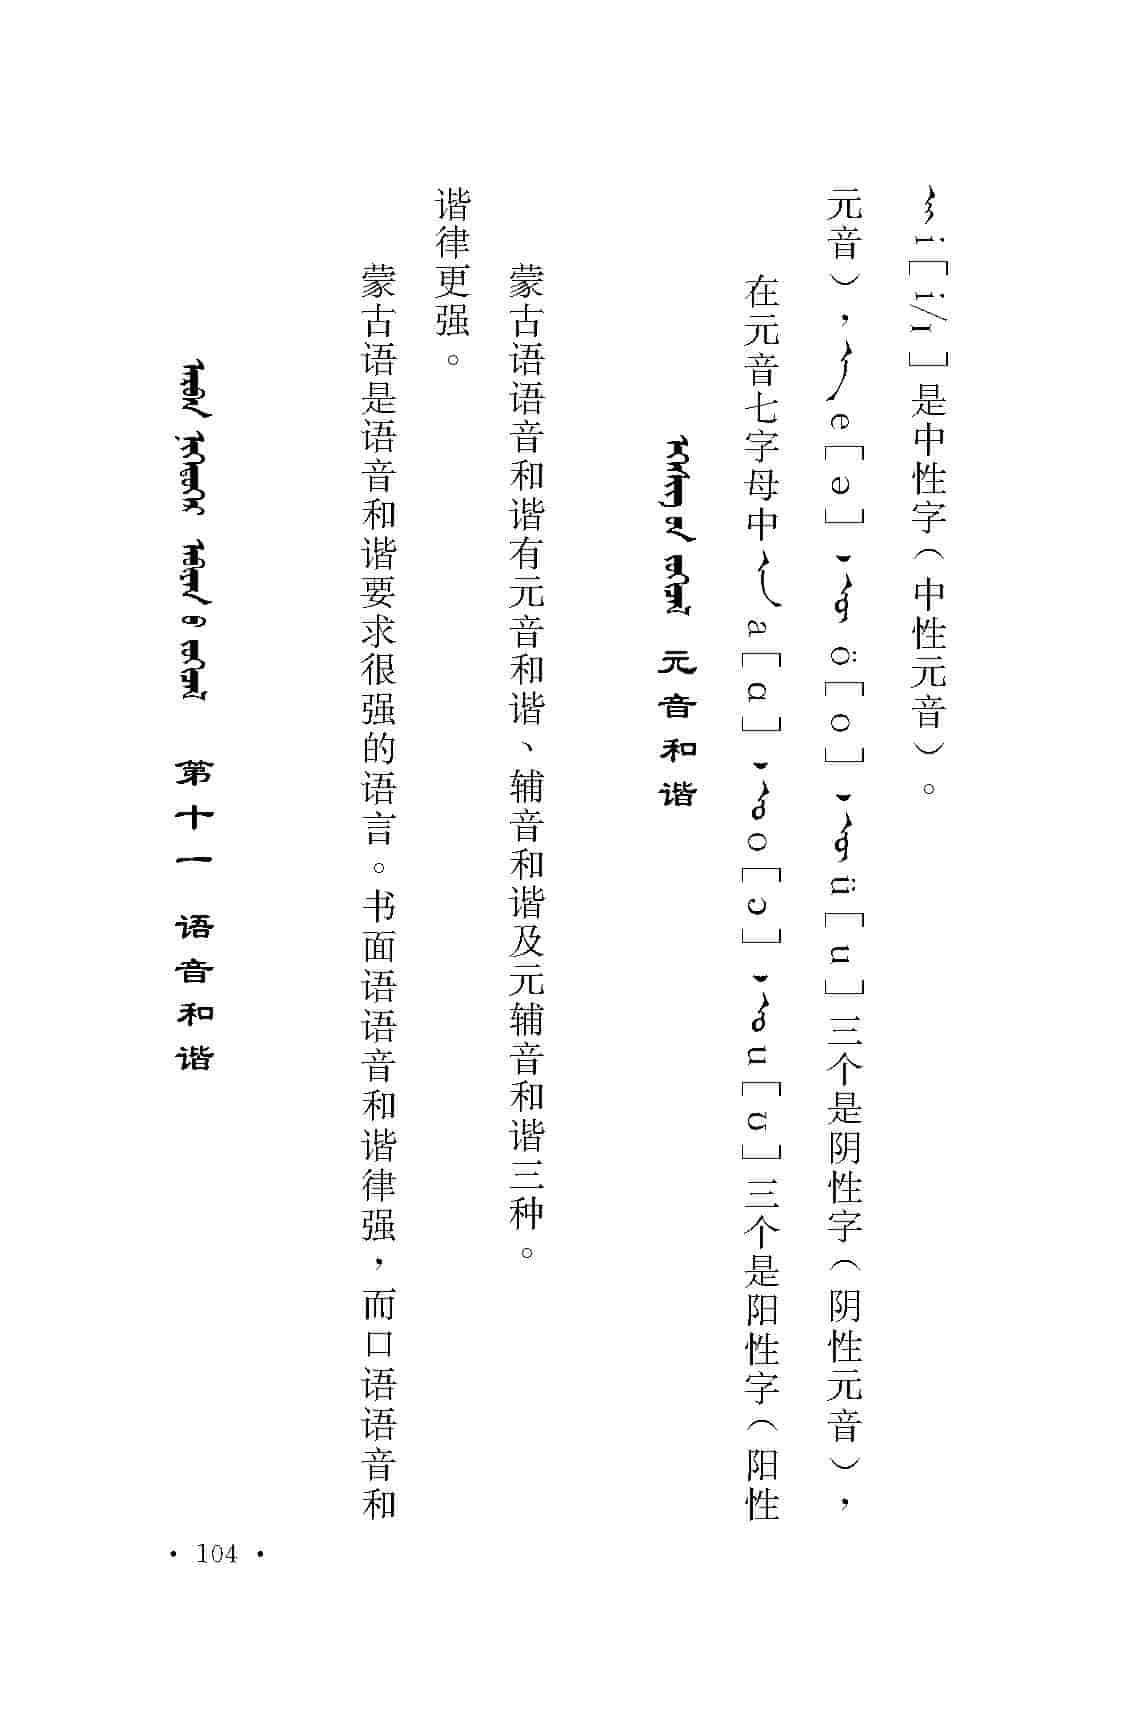 第十一 语音和谐
蒙古语是语音和谐要求很强的语言。书面语语音和谐律强，而口语语音和
谐律更强。
蒙古语语音和谐有元音和谐、辅音和谐及元辅音和谐三种。
元音和谐
在元音七字母中 ᠠ a［ɑ］᠂ ᠣ o［ɔ］᠂ ᠤ u［ʊ］三个是阳性字（阳性
元音），ᠡ e［ə］᠂ ᠥ ö［o］᠂ ᠦ ü［u］三个是阴性字（阴性元音），
ᠢ i［i/ɪ］是中性字（中性元音）。
· 104 ·